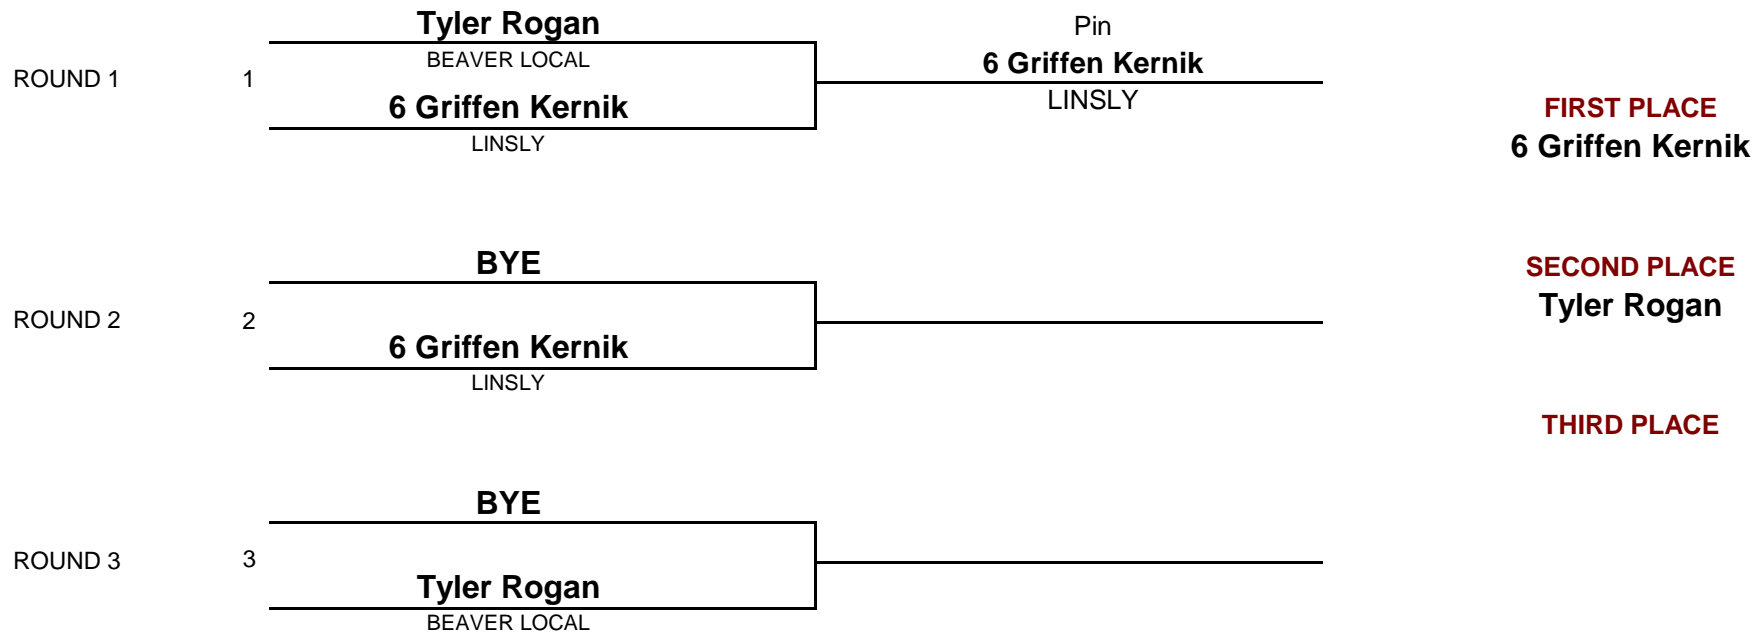 Tyler Rogan
BEAVER LOCAL
ROUND 1
1
6 Griffen Kernik
LINSLY
Pin
6 Griffen Kernik
LINSLY
FIRST PLACE
6 Griffen Kernik
BYE
ROUND 2
2
6 Griffen Kernik
LINSLY
SECOND PLACE
Tyler Rogan
THIRD PLACE
BYE
ROUND 3
3
Tyler Rogan
BEAVER LOCAL